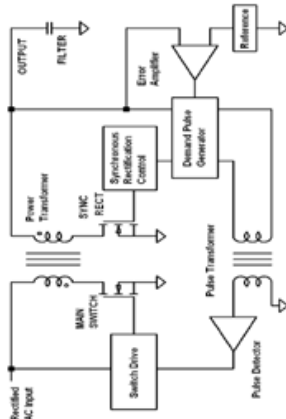 Rectified
AC Input
Switch Drive
MAIN
SWITCH
Power
Transformer
SYNC
RECT
Synchronous
Rectification
Control
OUTPUT
FILTER
Error
Amplifier
Reference
Demand Pulse
Generator
Pulse Transformer
Pulse Detector